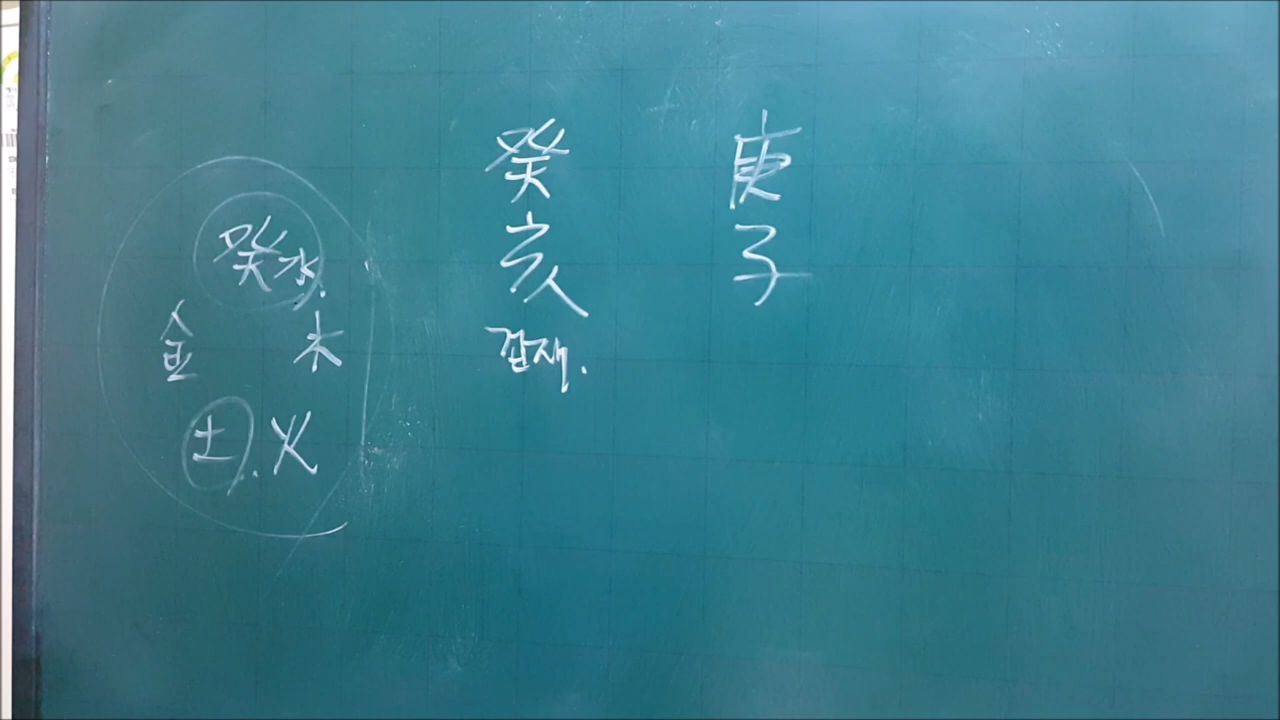 癸水
金 木
土 火
癸
亥
겁재.
庚
子